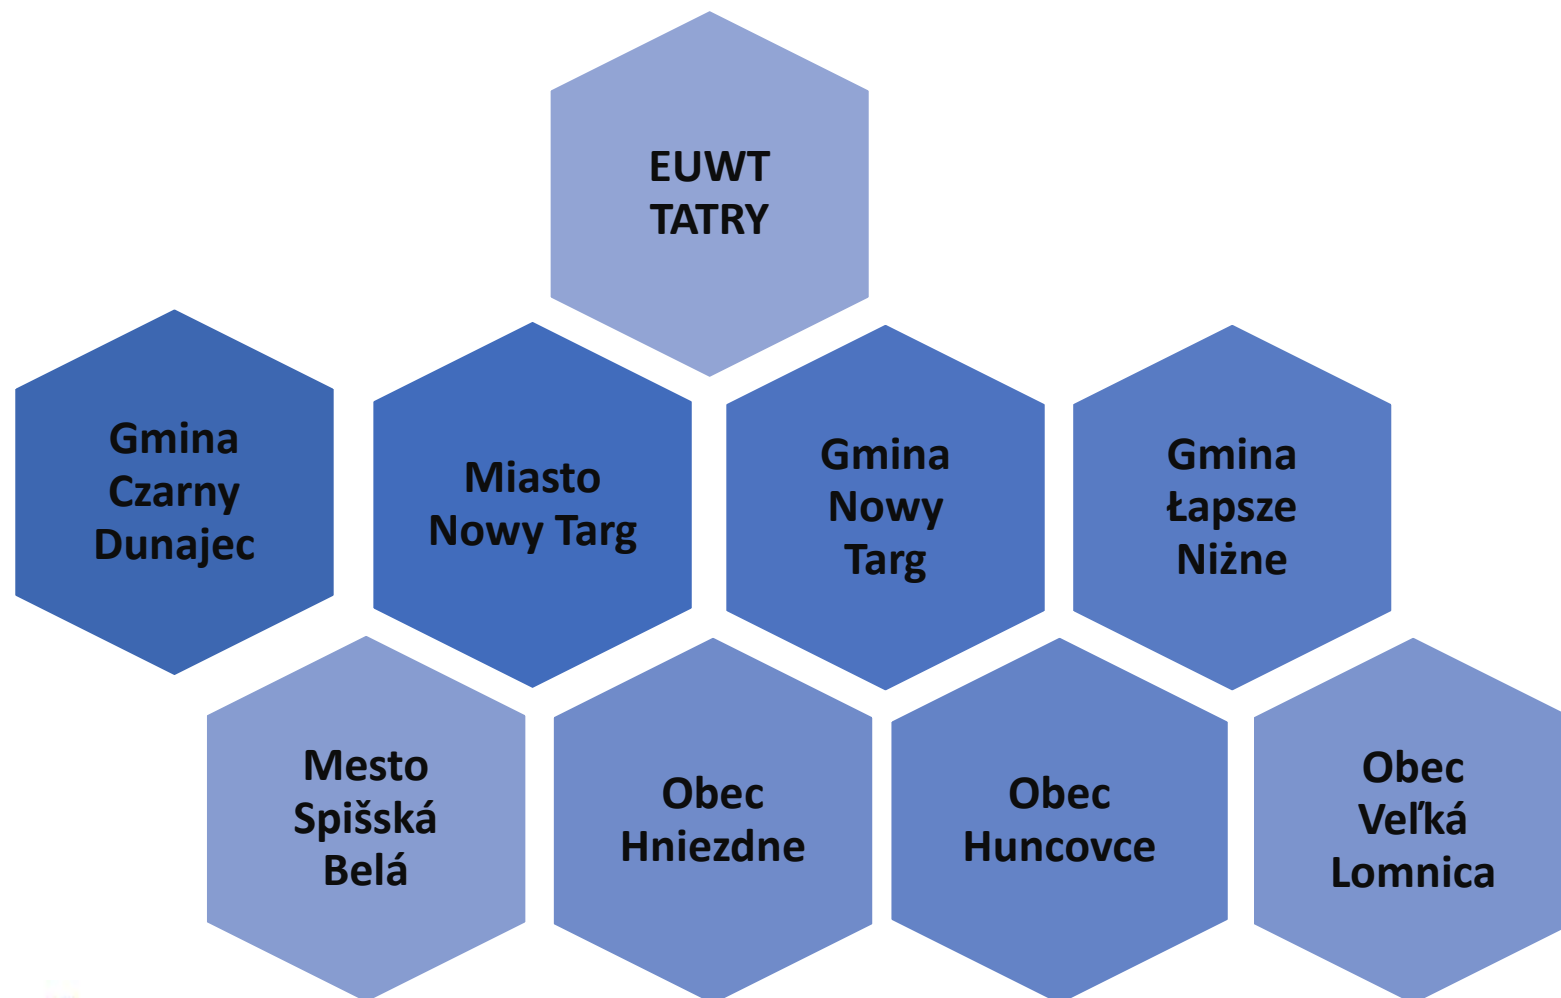 EUWT
TATRY
Gmina
Czarny
Dunajec
Miasto
Nowy Targ
Gmina
Nowy
Targ
Gmina
Łapsze
Niżne
Mesto
Spišská
Belá
Obec
Hniezdne
Obec
Huncovce
Obec
Veľká
Lomnica